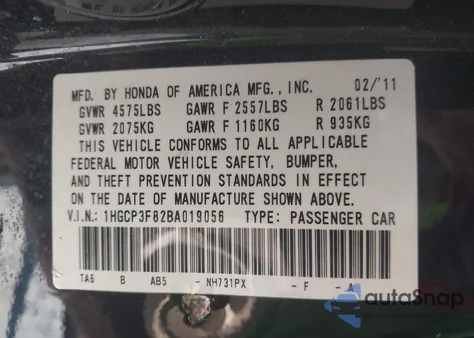 MFD. BY HONDA OF AMERICA MFG., INC. 02/'11
GVWR 4575LBS GAWR F 2557LBS R 2061LBS
GVWR 2075KG GAWR F 1160KG R 935KG
THIS VEHICLE CONFORMS TO ALL APPLICABLE
FEDERAL MOTOR VEHICLE SAFETY, BUMPER,
AND THEFT PREVENTION STANDARDS IN EFFECT
ON THE DATE OF MANUFACTURE SHOWN ABOVE.
V.I.N.: 1HGCP3F82BA019056 TYPE: PASSENGER CAR
TA6 B AB5 - NH731PX - F - A
autoSnap